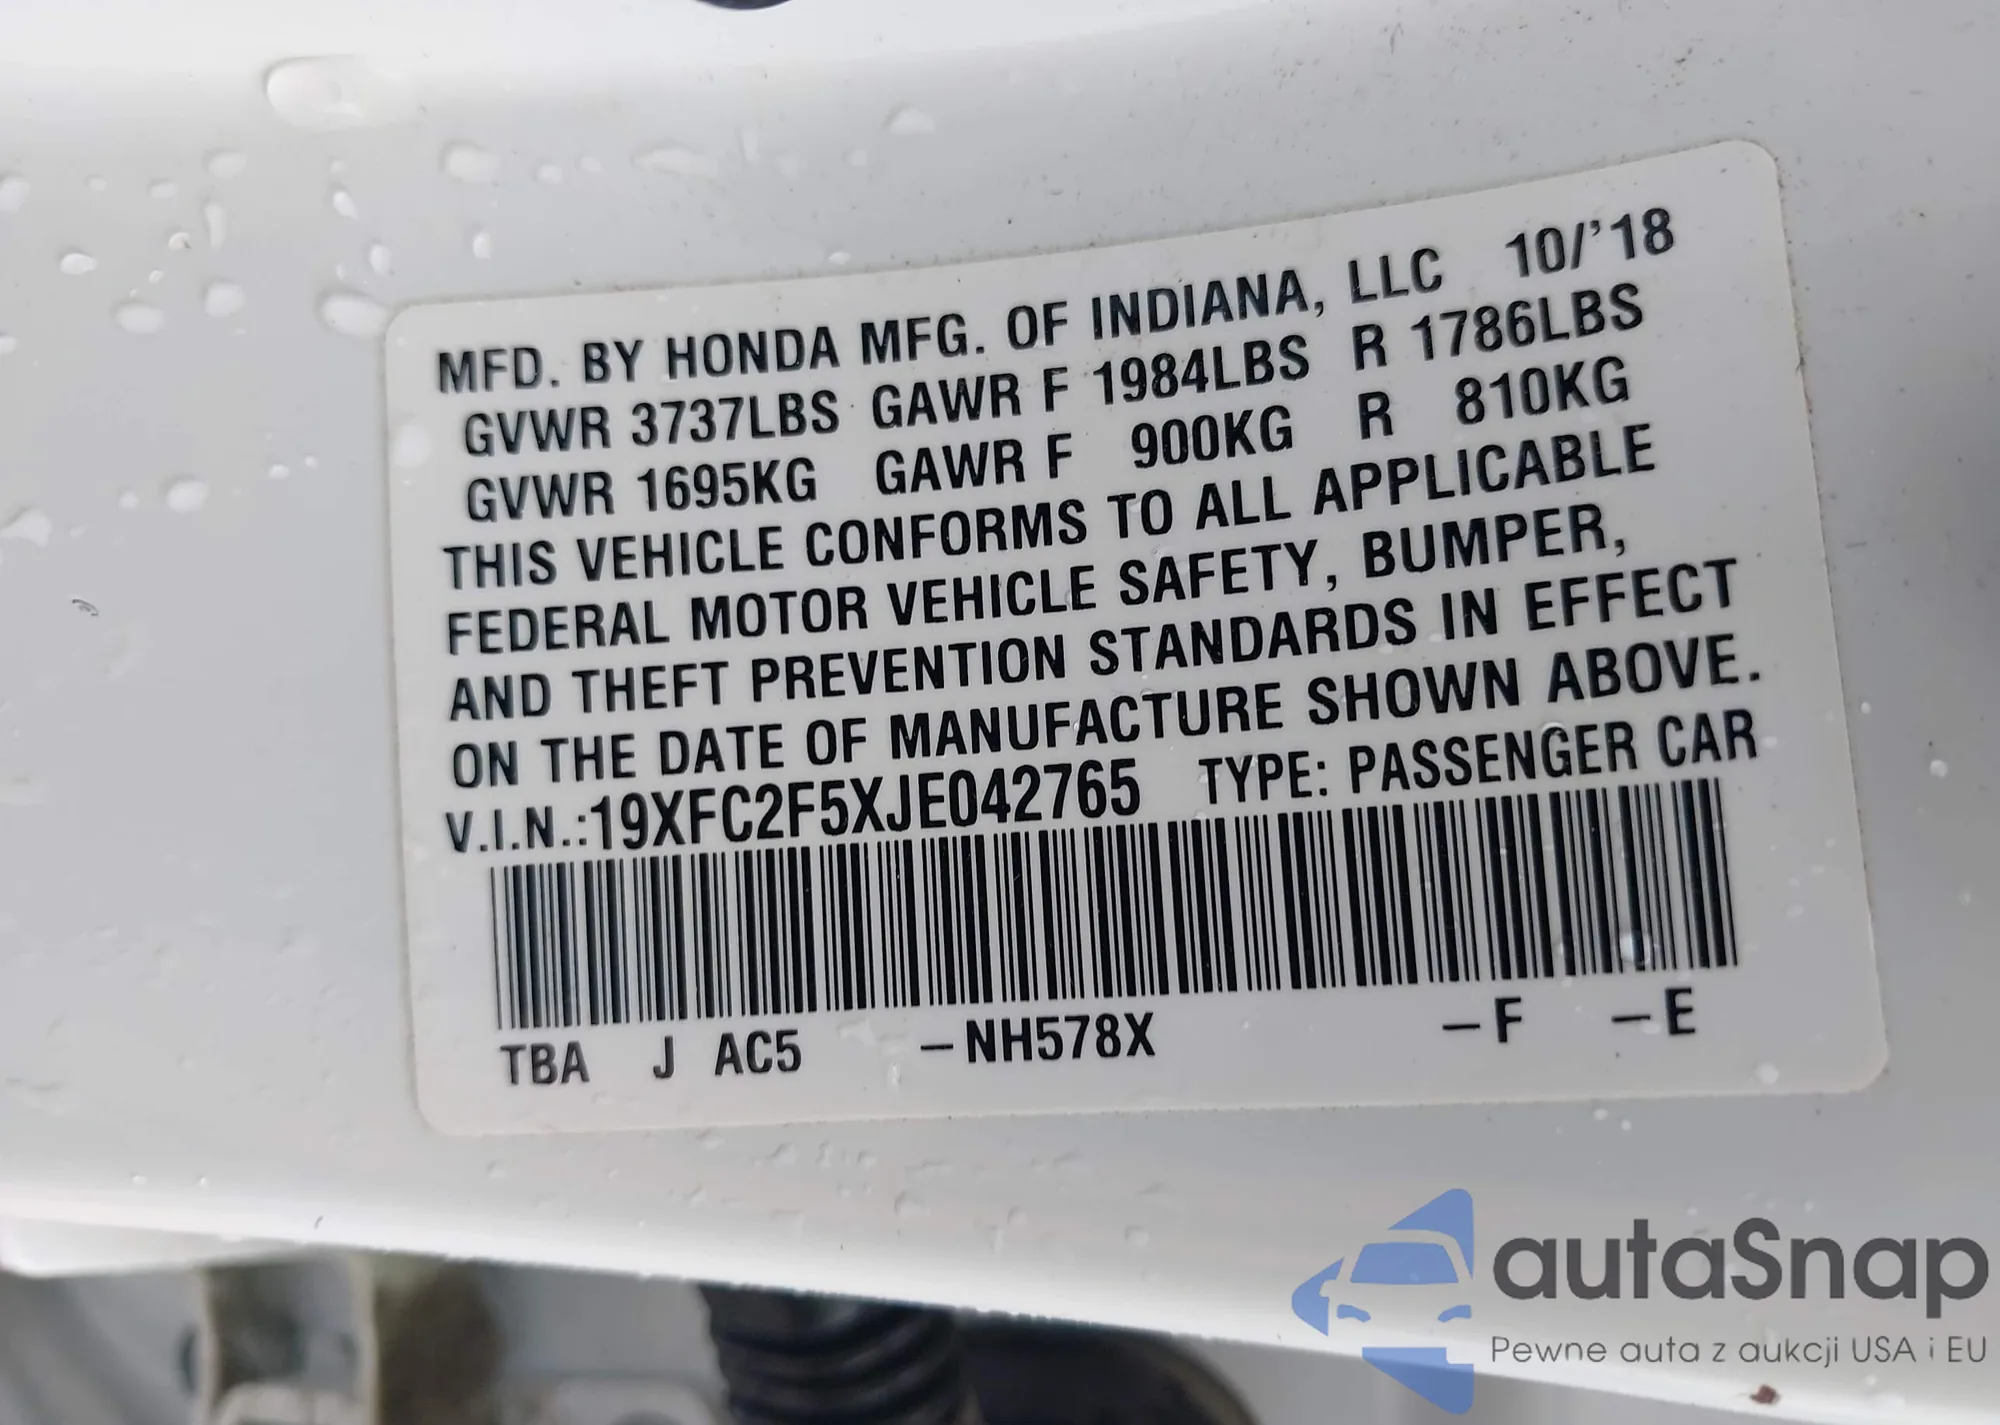 MFD. BY HONDA MFG. OF INDIANA, LLC 10/'18
GVWR 3737LBS GAWR F 1984LBS R 1786LBS
GVWR 1695KG GAWR F 900KG R 810KG
THIS VEHICLE CONFORMS TO ALL APPLICABLE
FEDERAL MOTOR VEHICLE SAFETY, BUMPER,
AND THEFT PREVENTION STANDARDS IN EFFECT
ON THE DATE OF MANUFACTURE SHOWN ABOVE.
V.I.N.:19XFC2F5XJE042765 TYPE: PASSENGER CAR
TBA J AC5 –NH578X –F –E
autaSnap
Pewne auta z aukcji USA i EU